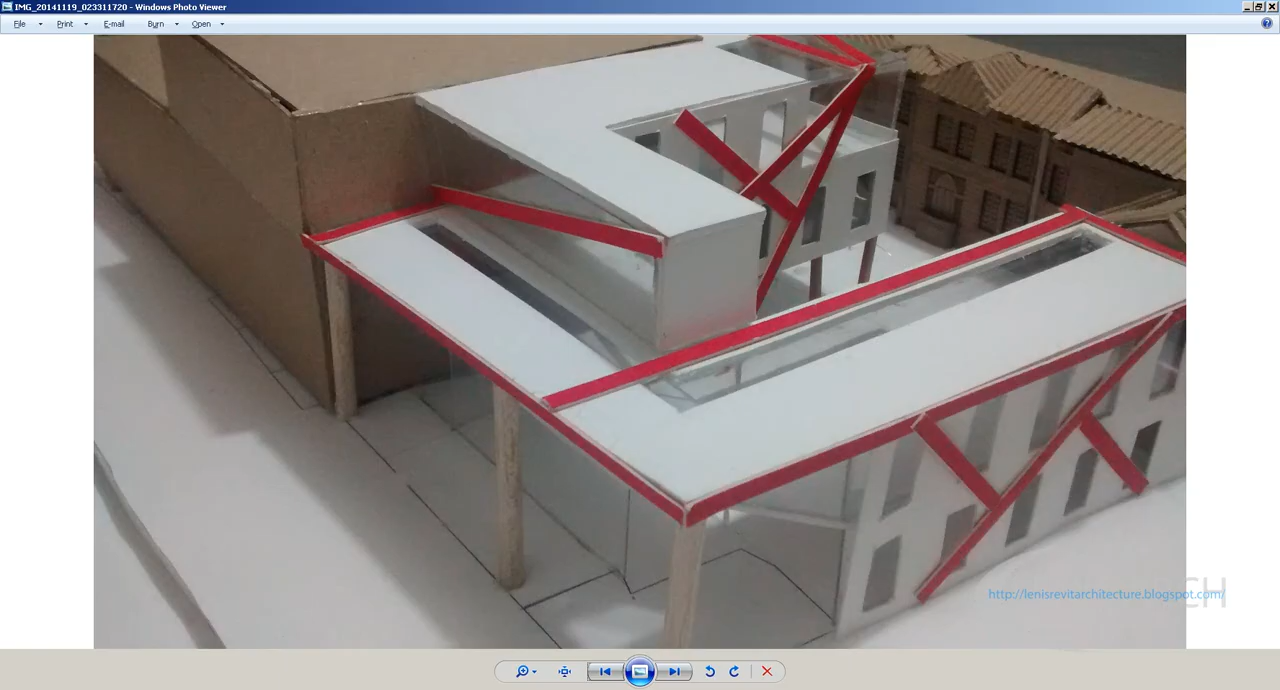 IMG_20141119_023311720 - Windows Photo Viewer
File Print E-mail Burn Open
http://lenisrevitarchitecture.blogspot.com/